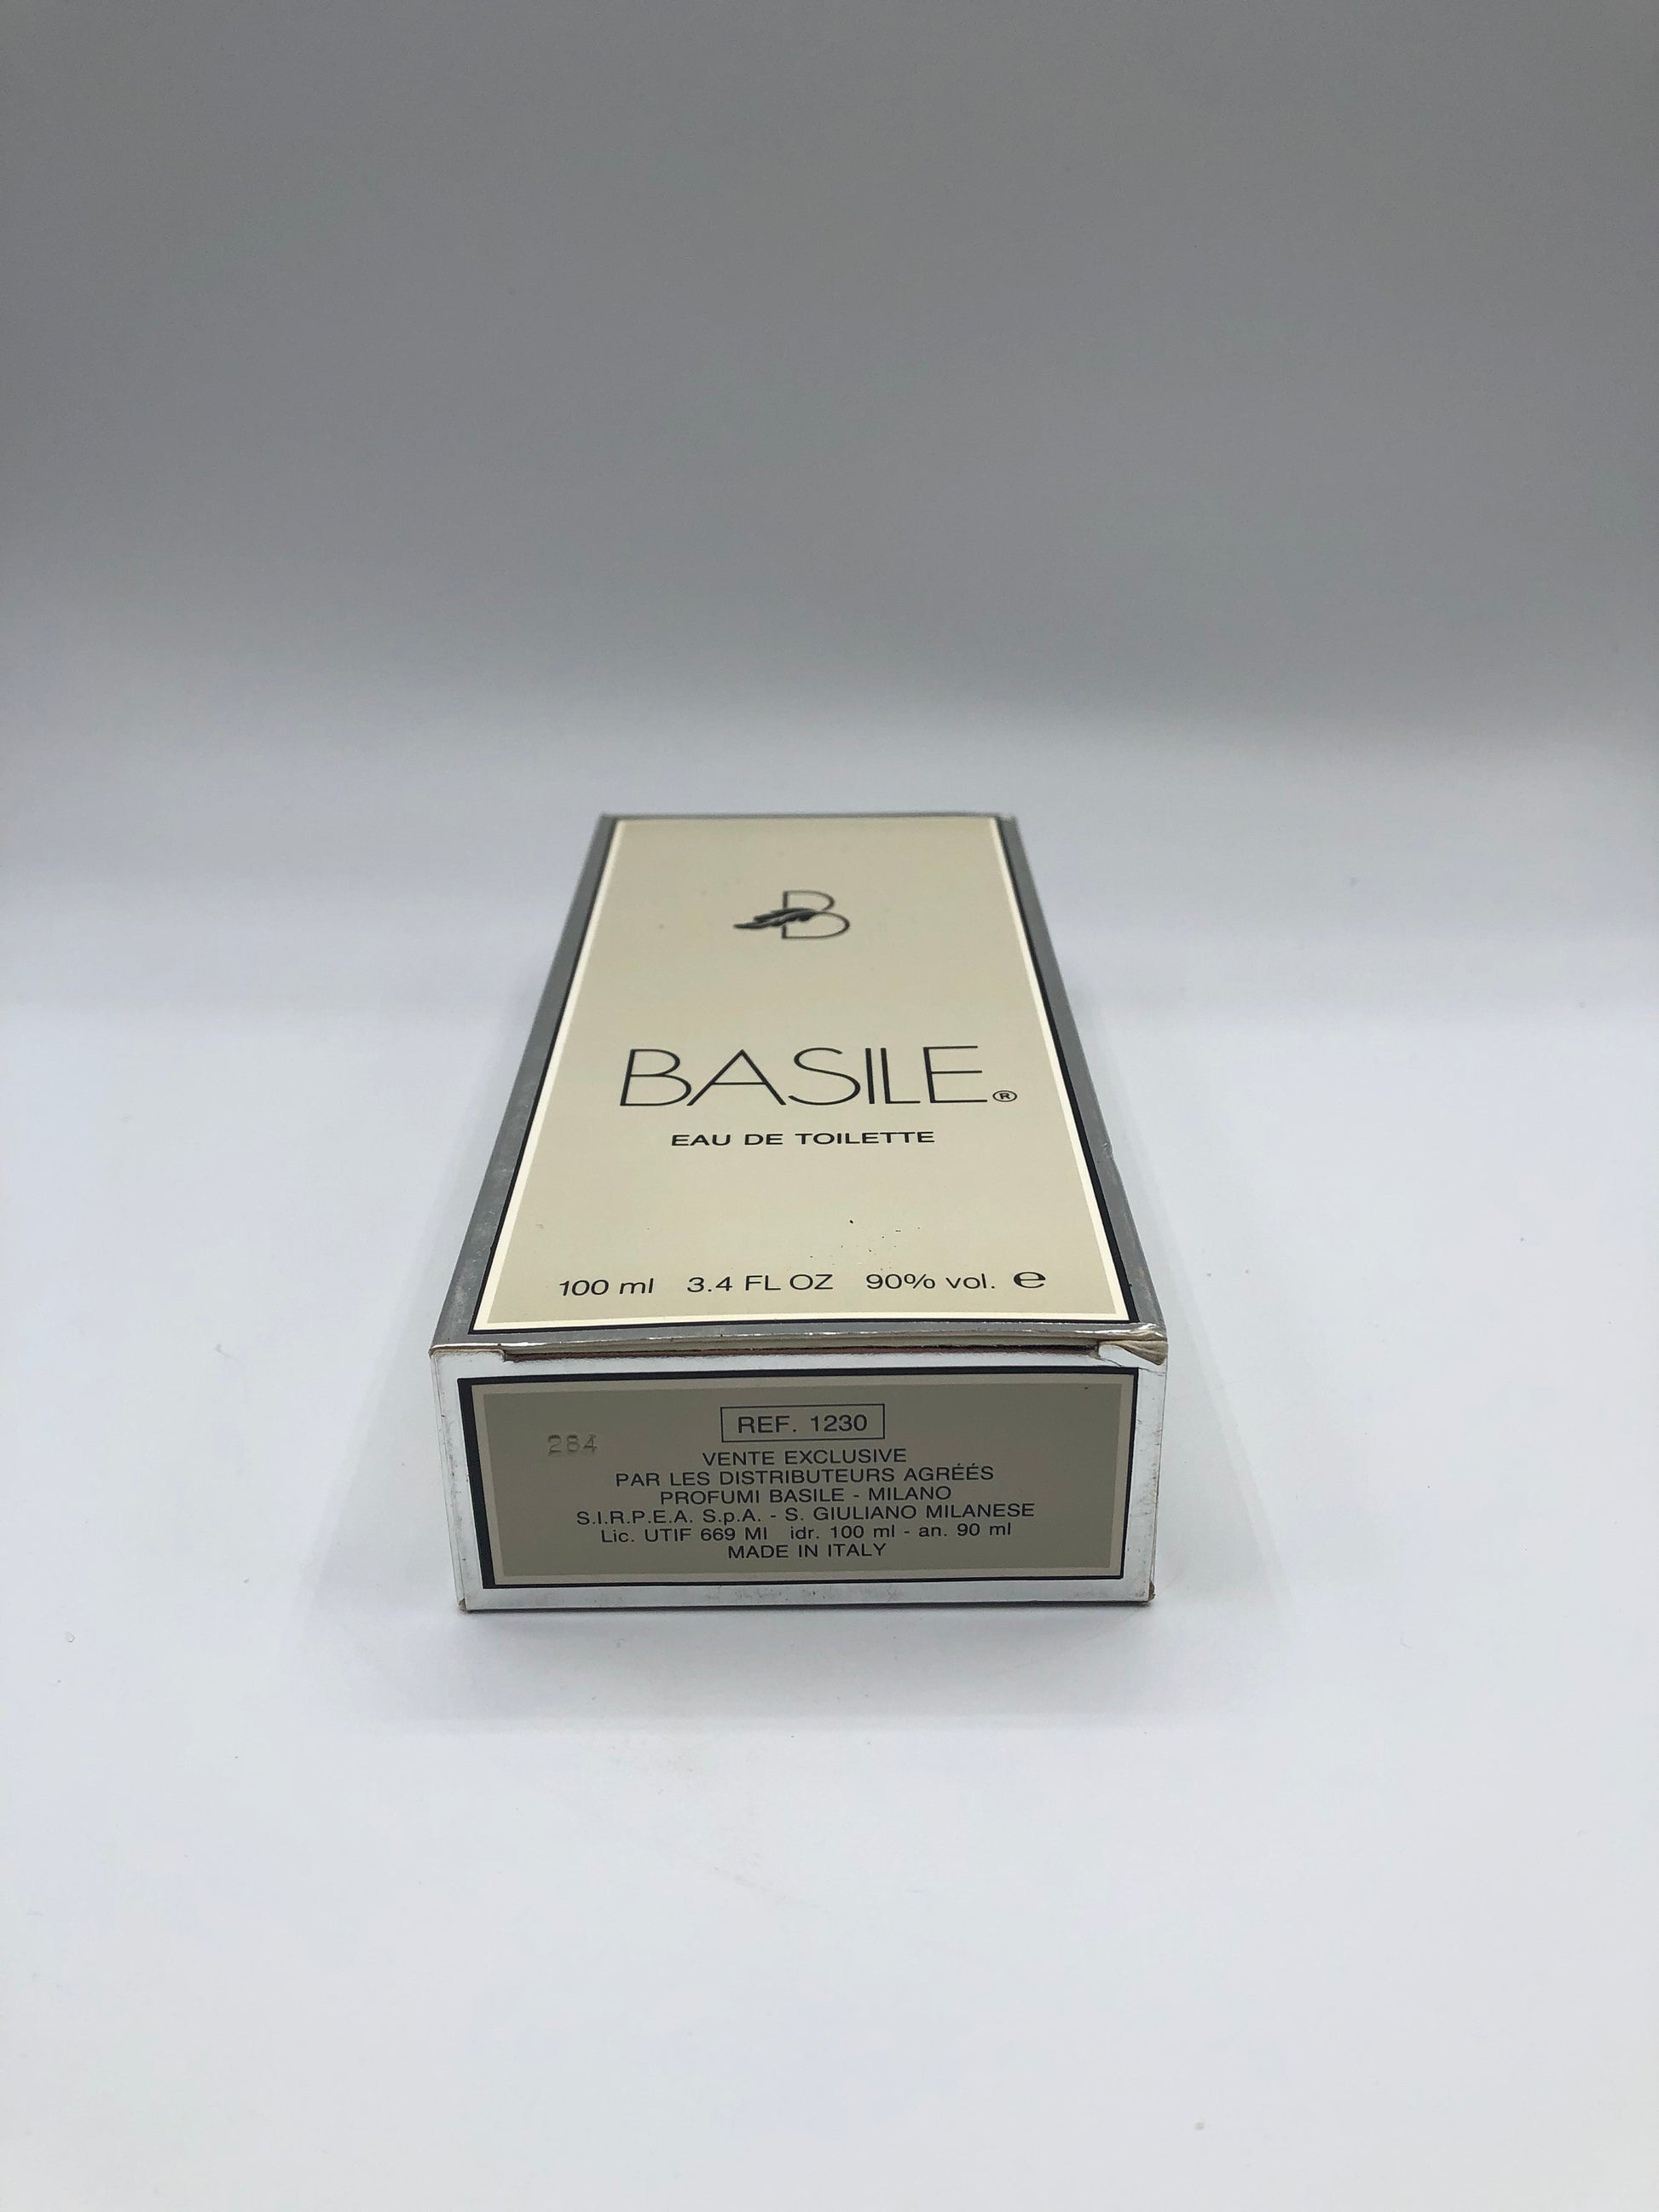 B
BASILE®
EAU DE TOILETTE
100 ml 3.4 FL OZ 90% vol. ℮
284
REF. 1230
VENTE EXCLUSIVE
PAR LES DISTRIBUTEURS AGRÉÉS
PROFUMI BASILE - MILANO
S.I.R.P.E.A. S.p.A. - S. GIULIANO MILANESE
Lic. UTIF 669 MI idr. 100 ml - an. 90 ml
MADE IN ITALY